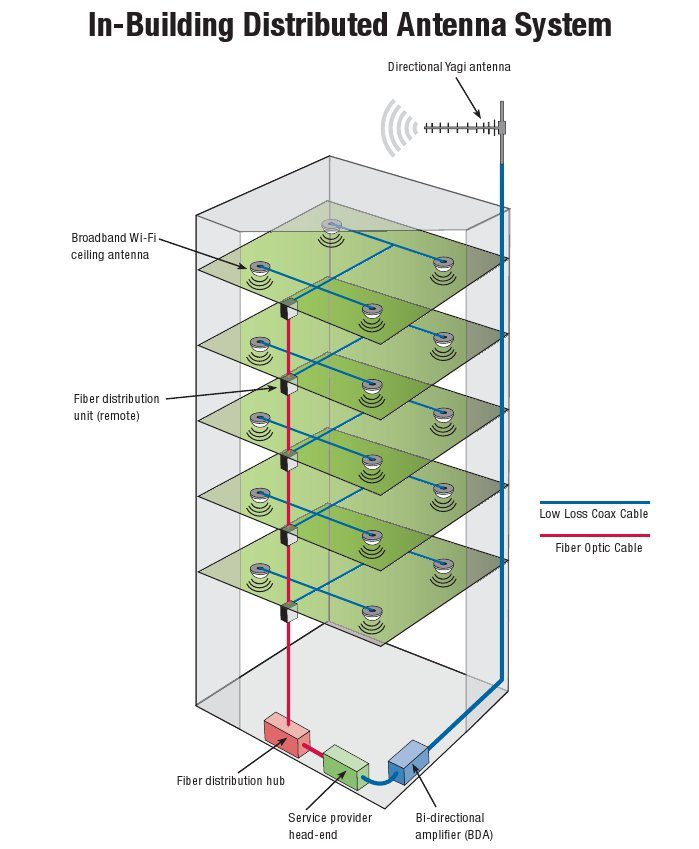 In-Building Distributed Antenna System
Directional Yagi antenna
Broadband Wi-Fi
ceiling antenna
Fiber distribution
unit (remote)
Low Loss Coax Cable
Fiber Optic Cable
Fiber distribution hub
Service provider
head-end
Bi-directional
amplifier (BDA)